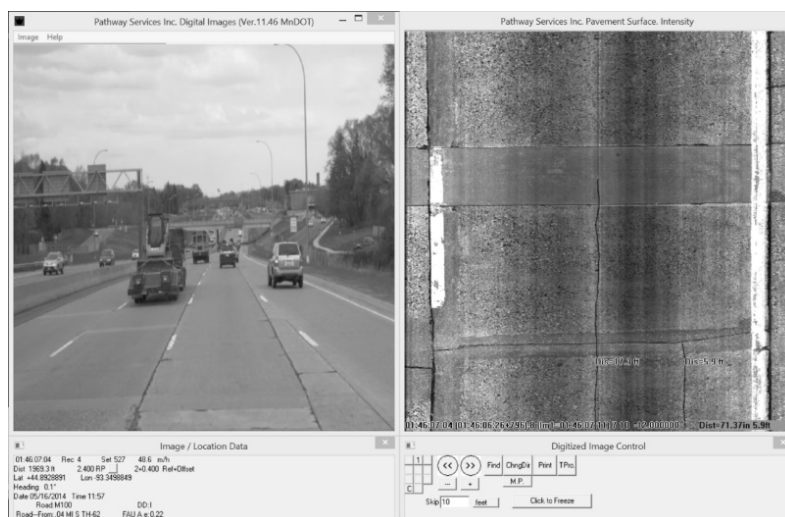 Pathway Services Inc. Digital Images (Ver.11.46 MnDOT)
Image Help
Pathway Services Inc. Pavement Surface. Intensity
Dist=71.37in 5.9ft
Image / Location Data
01:46:07:04 Rec 4 Set 527 48.6 m/h
Dist 1969.3 ft 2.400 RP 2+0.400 Ref+Offset
Lat +44.8928891 Lon -93.3498849
Heading 0.1°
Date 05/16/2014 Time 11:57
Road:M100 DD:I
Road--From: .04 MI S TH-62 FAU A e:0.22
Digitized Image Control
1
C
<< >> Find ChngDir Print TPro.
-- + M.P.
Skip 10 feet Click to Freeze